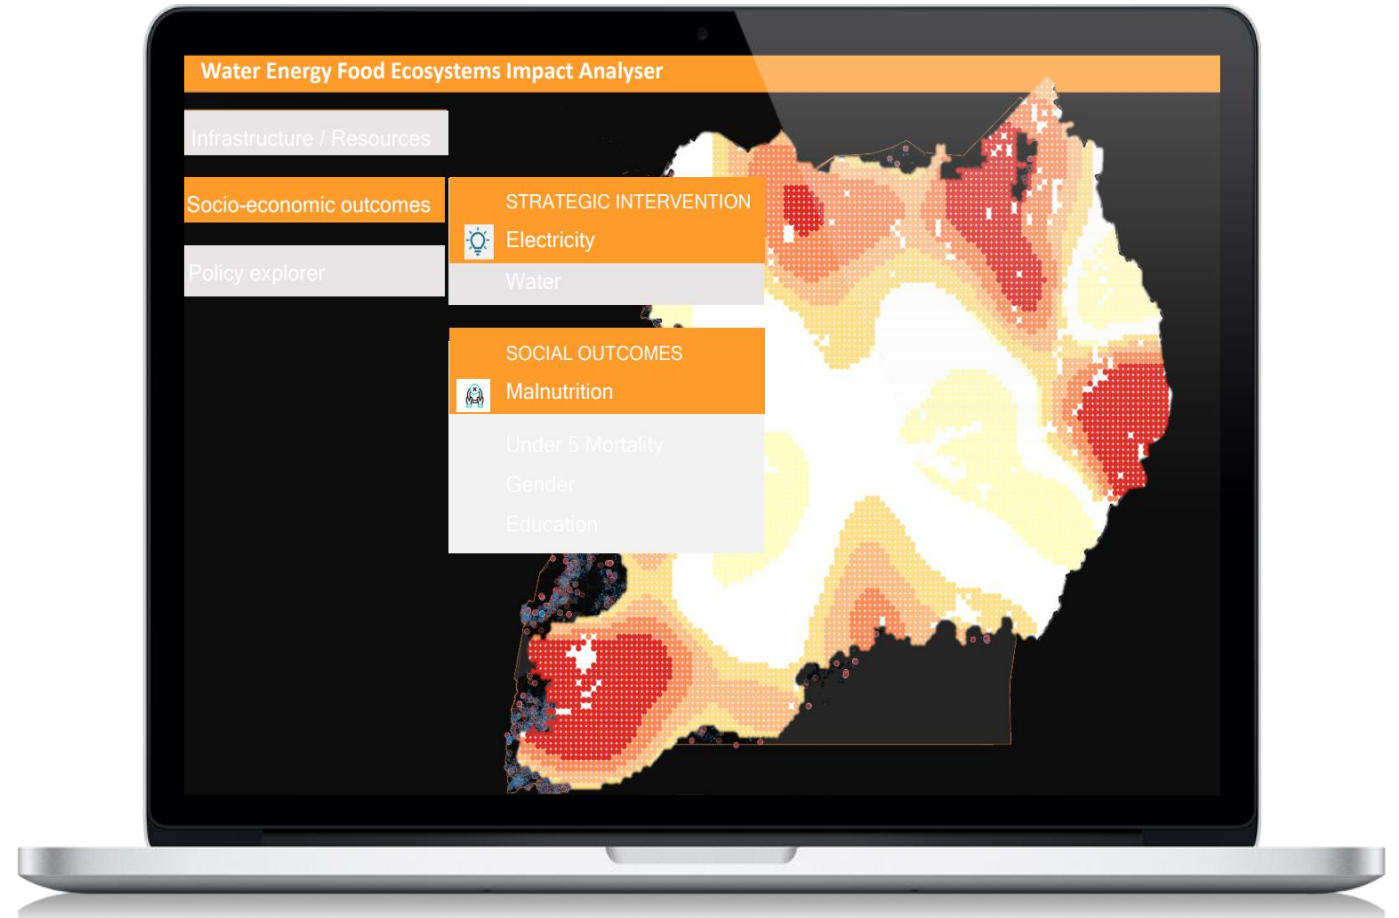 Water Energy Food Ecosystems Impact Analyser
Infrastructure / Resources
Socio-economic outcomes
Policy explorer
STRATEGIC INTERVENTION
Electricity
Water
SOCIAL OUTCOMES
Malnutrition
Under 5 Mortality
Gender
Education